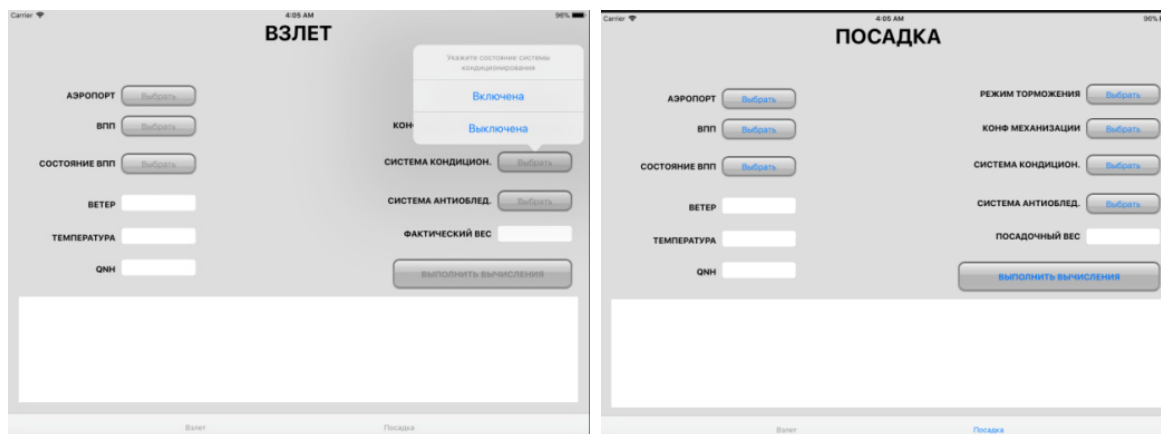 Carrier 4:05 AM 96%
ВЗЛЕТ
Укажите состояние системы
кондиционирования
Включена
Выключена
АЭРОПОРТ Выбрать
ВПП Выбрать
КОН
СОСТОЯНИЕ ВПП Выбрать
СИСТЕМА КОНДИЦИОН. Выбрать
ВЕТЕР
СИСТЕМА АНТИОБЛЕД. Выбрать
ТЕМПЕРАТУРА
ФАКТИЧЕСКИЙ ВЕС
QNH
ВЫПОЛНИТЬ ВЫЧИСЛЕНИЯ
Взлет Посадка
Carrier 4:05 AM 96%
ПОСАДКА
АЭРОПОРТ Выбрать
РЕЖИМ ТОРМОЖЕНИЯ Выбрать
ВПП Выбрать
КОНФ МЕХАНИЗАЦИИ Выбрать
СОСТОЯНИЕ ВПП Выбрать
СИСТЕМА КОНДИЦИОН. Выбрать
ВЕТЕР
СИСТЕМА АНТИОБЛЕД. Выбрать
ТЕМПЕРАТУРА
ПОСАДОЧНЫЙ ВЕС
QNH
ВЫПОЛНИТЬ ВЫЧИСЛЕНИЯ
Взлет Посадка